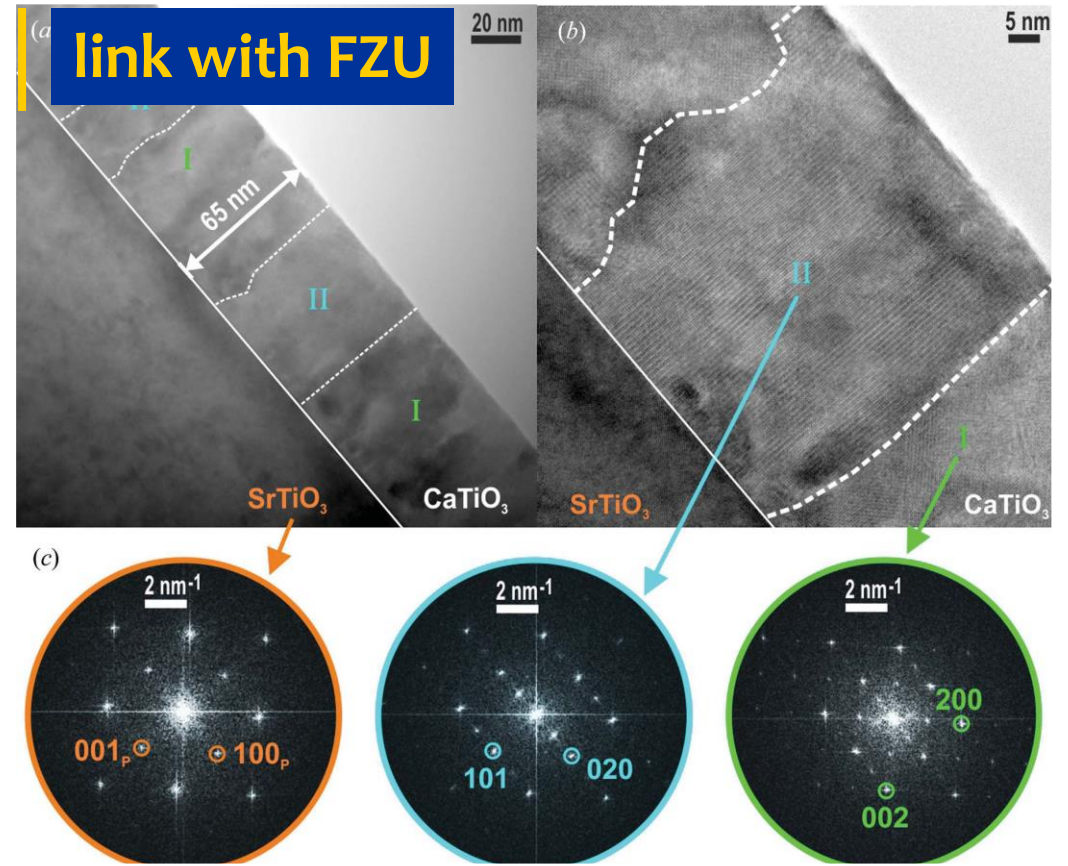 (a
link with FZU
20 nm
II
I
65 nm
II
I
SrTiO₃
CaTiO₃
(b)
5 nm
II
I
SrTiO₃
CaTiO₃
(c)
2 nm⁻¹
001ₚ
100ₚ
2 nm⁻¹
101
020
2 nm⁻¹
200
002